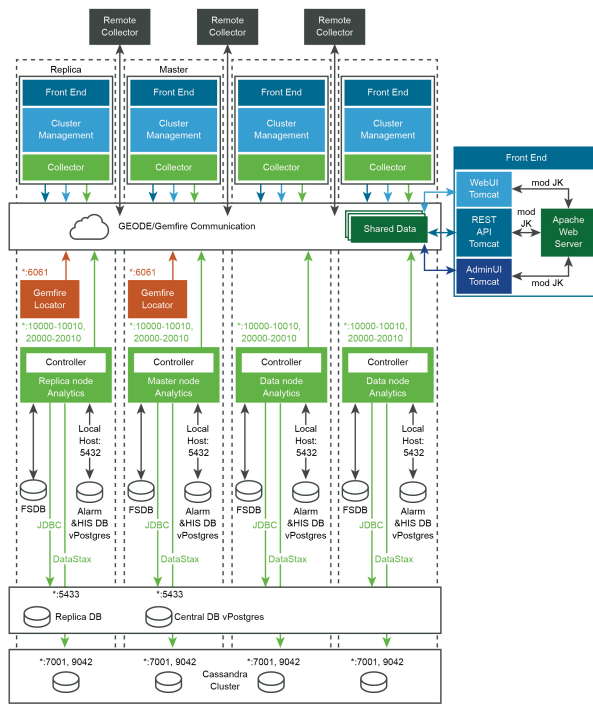 Remote
Collector
Remote
Collector
Remote
Collector
Replica
Master
Front End
Front End
Front End
Front End
Cluster
Management
Cluster
Management
Cluster
Management
Cluster
Management
Collector
Collector
Collector
Collector
Front End
WebUI
Tomcat
mod JK
REST
API
Tomcat
mod
JK
Apache
Web
Server
AdminUI
Tomcat
mod JK
GEODE/Gemfire Communication
Shared Data
*:6061
*:6061
Gemfire
Locator
Gemfire
Locator
*:10000-10010,
20000-20010
*:10000-10010,
20000-20010
*:10000-10010,
20000-20010
*:10000-10010,
20000-20010
Controller
Controller
Controller
Controller
Replica node
Analytics
Master node
Analytics
Data node
Analytics
Data node
Analytics
Local
Host:
5432
Local
Host:
5432
Local
Host:
5432
Local
Host:
5432
FSDB
Alarm
&HIS DB
vPostgres
FSDB
Alarm
&HIS DB
vPostgres
FSDB
Alarm
&HIS DB
vPostgres
FSDB
Alarm
&HIS DB
vPostgres
JDBC
JDBC
JDBC
JDBC
DataStax
DataStax
DataStax
DataStax
*:5433
*:5433
Replica DB
Central DB vPostgres
*:7001, 9042
*:7001, 9042
*:7001, 9042
*:7001, 9042
Cassandra
Cluster